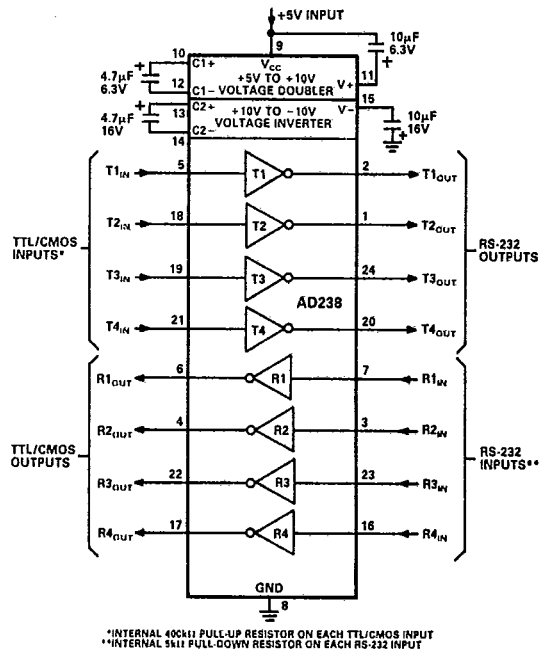 +5V INPUT
10 C1+
9
VCC
10µF
6.3V
4.7µF
6.3V
12 C1−
+5V TO +10V
VOLTAGE DOUBLER
V+ 11
4.7µF
16V
13 C2+
+10V TO −10V
VOLTAGE INVERTER
V− 15
10µF
16V
C2−
14
T1IN 5 T1 2 T1OUT
T2IN 18 T2 1 T2OUT
TTL/CMOS
INPUTS*
RS-232
OUTPUTS
T3IN 19 T3 24 T3OUT
AD238
T4IN 21 T4 20 T4OUT
R1OUT 6 R1 7 R1IN
R2OUT 4 R2 3 R2IN
TTL/CMOS
OUTPUTS
RS-232
INPUTS**
R3OUT 22 R3 23 R3IN
R4OUT 17 R4 16 R4IN
GND
8
*INTERNAL 400kΩ PULL-UP RESISTOR ON EACH TTL/CMOS INPUT
**INTERNAL 5kΩ PULL-DOWN RESISTOR ON EACH RS-232 INPUT